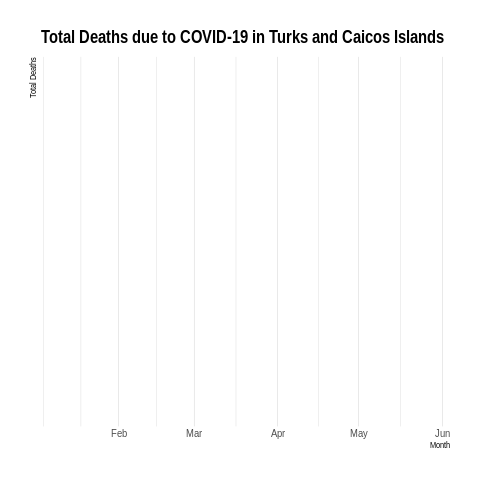 Total Deaths due to COVID-19 in Turks and Caicos Islands
Total Deaths
Feb Mar Apr May Jun
Month